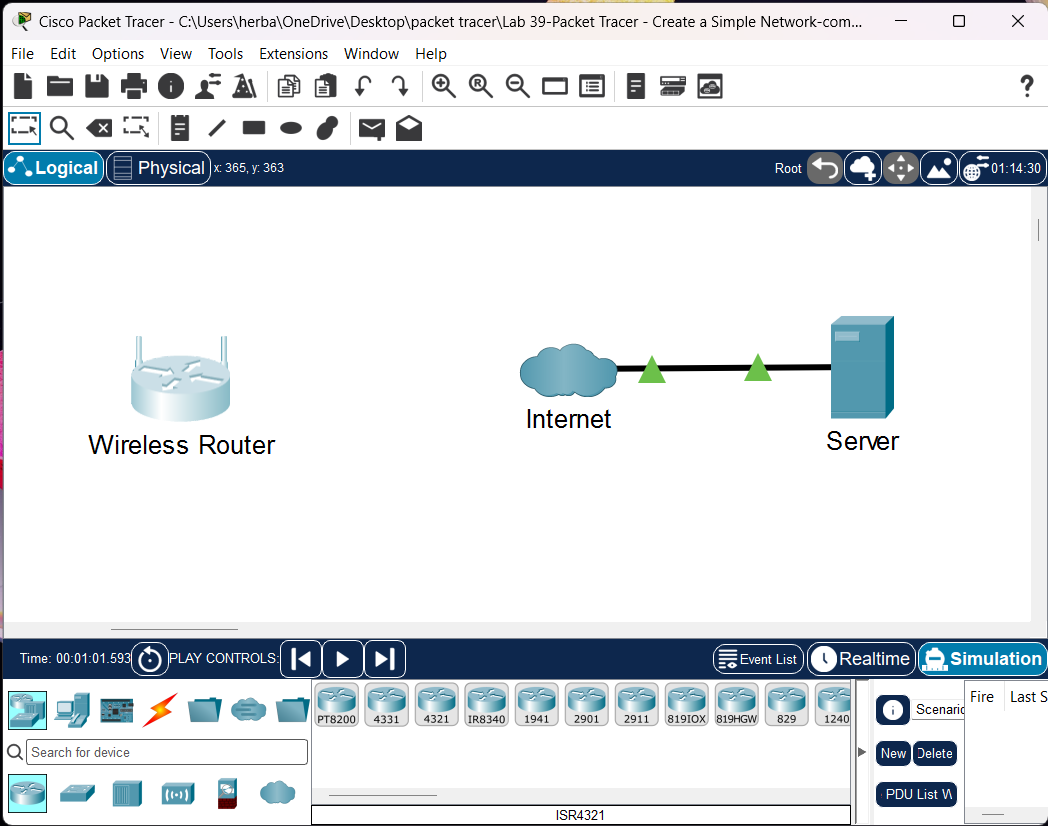 Cisco Packet Tracer - C:\Users\herba\OneDrive\Desktop\packet tracer\Lab 39-Packet Tracer - Create a Simple Network-com...
File Edit Options View Tools Extensions Window Help
Logical Physical x: 365, y: 363 Root 01:14:30
Internet
Wireless Router
Server
Time: 00:01:01.593 PLAY CONTROLS: Event List Realtime Simulation
PT8200 4331 4321 IR8340 1941 2901 2911 819IOX 819HGW 829 1240
Scenario Fire Last S
Search for device
New Delete
PDU List W
ISR4321